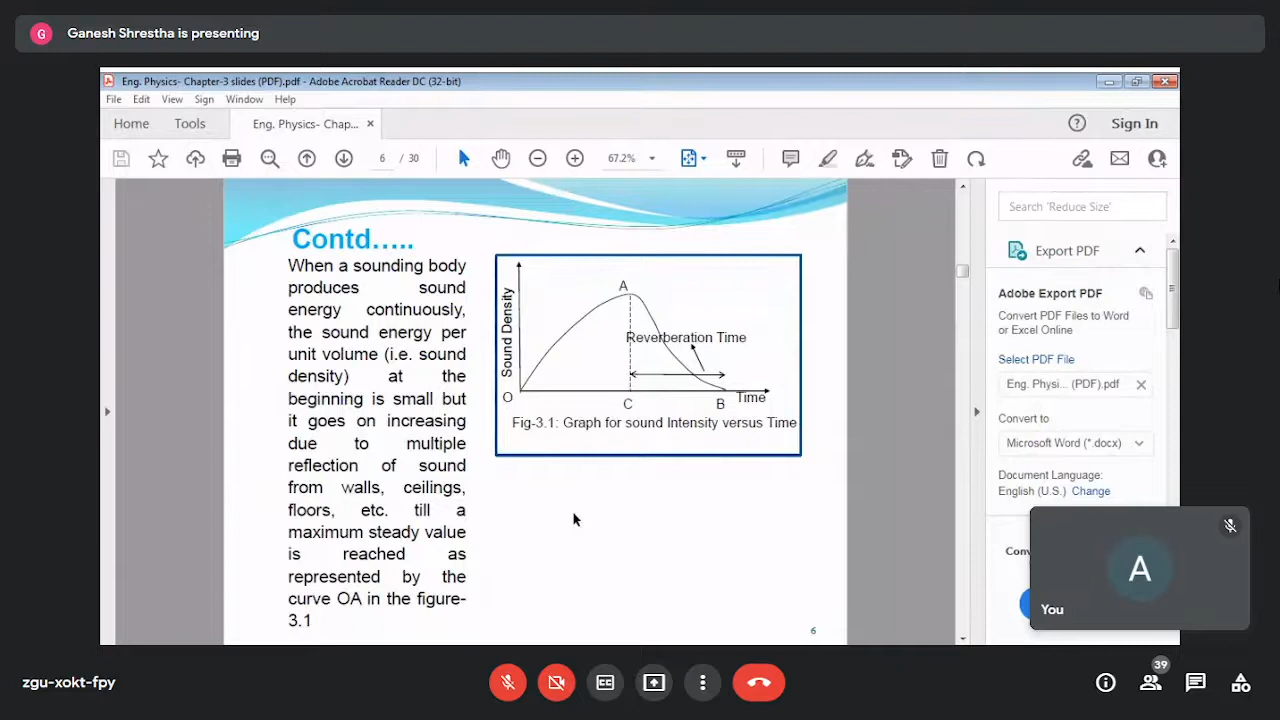 G
Ganesh Shrestha is presenting
Eng. Physics- Chapter-3 slides (PDF).pdf - Adobe Acrobat Reader DC (32-bit)
File Edit View Sign Window Help
Home Tools Eng. Physics- Chap... × Sign In
6 / 30 67.2%
Contd…..
When a sounding body
produces sound
energy continuously,
the sound energy per
unit volume (i.e. sound
density) at the
beginning is small but
it goes on increasing
due to multiple
reflection of sound
from walls, ceilings,
floors, etc. till a
maximum steady value
is reached as
represented by the
curve OA in the figure-
3.1
Sound Density
A
Reverberation Time
O
C
B
Time
Fig-3.1: Graph for sound Intensity versus Time
6
Search 'Reduce Size'
Export PDF
Adobe Export PDF
Convert PDF Files to Word
or Excel Online
Select PDF File
Eng. Physi... (PDF).pdf
Convert to
Microsoft Word (*.docx)
Document Language:
English (U.S.) Change
A
You
zgu-xokt-fpy
CC
39